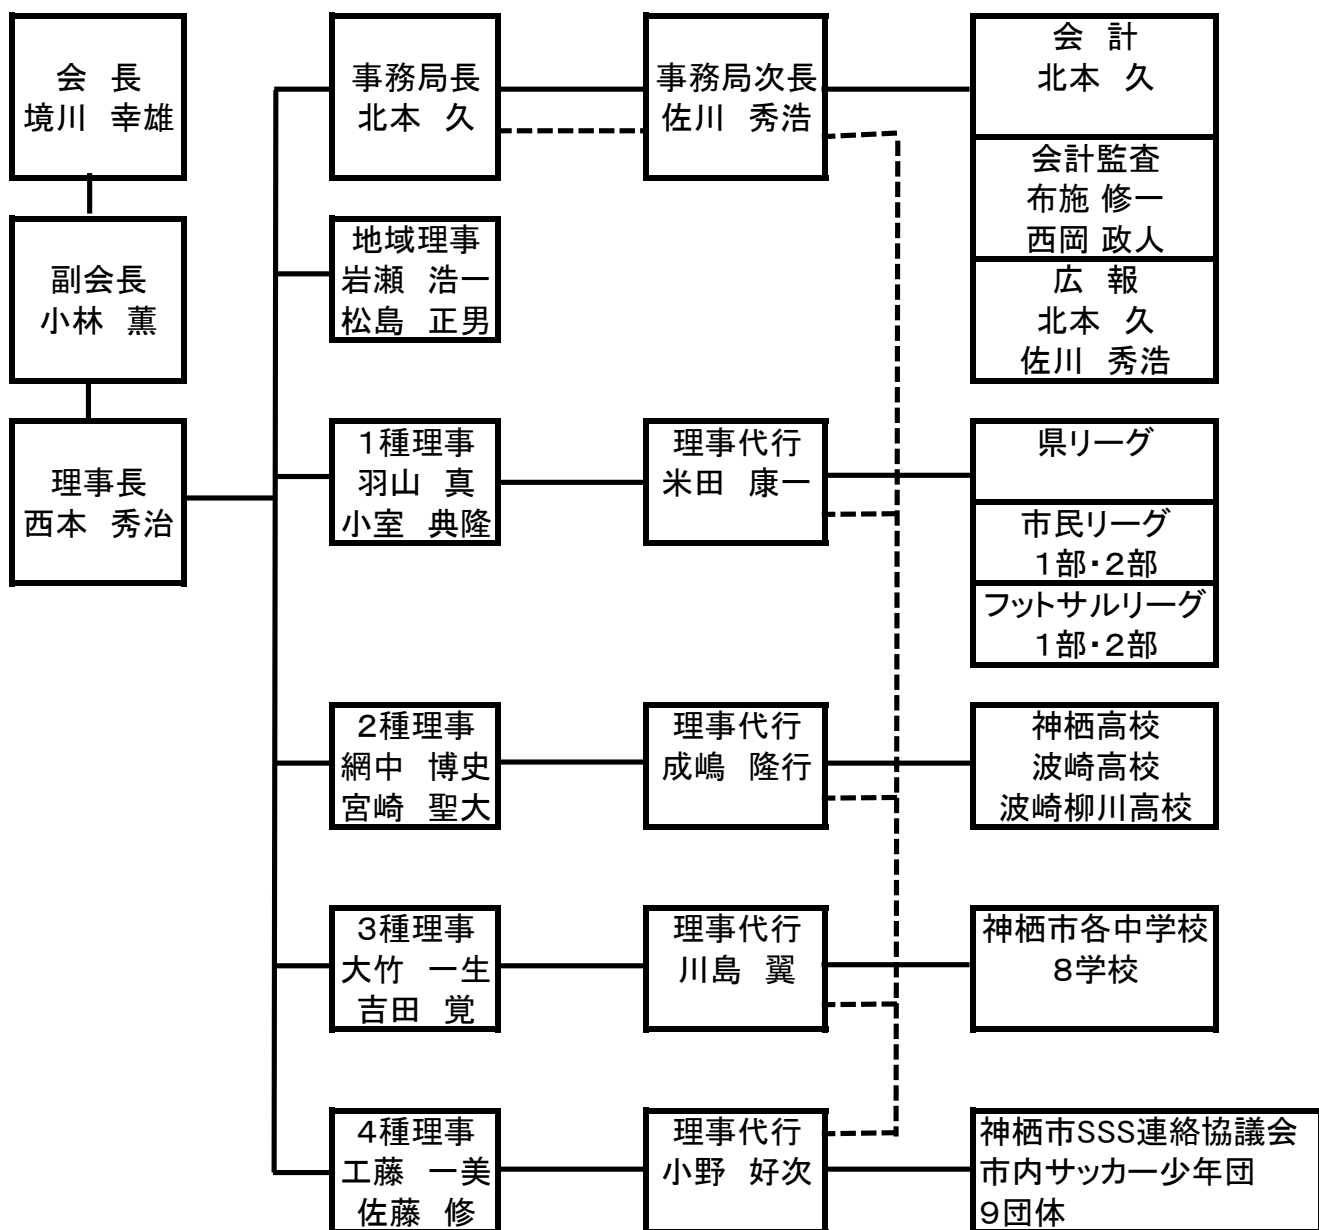 会　長
境川　幸雄
副会長
小林　薫
理事長
西本　秀治
事務局長
北本　久
事務局次長
佐川　秀浩
会　計
北本　久
会計監査
布施 修一
西岡 政人
広　報
北本　久
佐川　秀浩
地域理事
岩瀬　浩一
松島　正男
1種理事
羽山　真
小室　典隆
理事代行
米田　康一
県リーグ
市民リーグ
1部・2部
フットサルリーグ
1部・2部
2種理事
網中　博史
宮崎　聖大
理事代行
成嶋　隆行
神栖高校
波崎高校
波崎柳川高校
3種理事
大竹　一生
吉田　覚
理事代行
川島　翼
神栖市各中学校
8学校
4種理事
工藤　一美
佐藤　修
理事代行
小野　好次
神栖市SSS連絡協議会
市内サッカー少年団
9団体